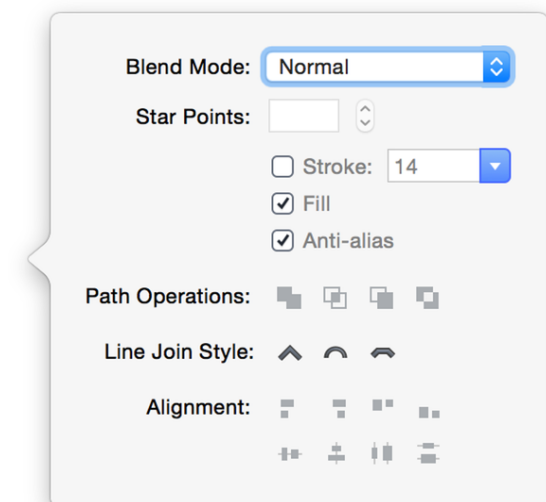 Blend Mode: Normal
Star Points:
Stroke: 14
Fill
Anti-alias
Path Operations:
Line Join Style:
Alignment: